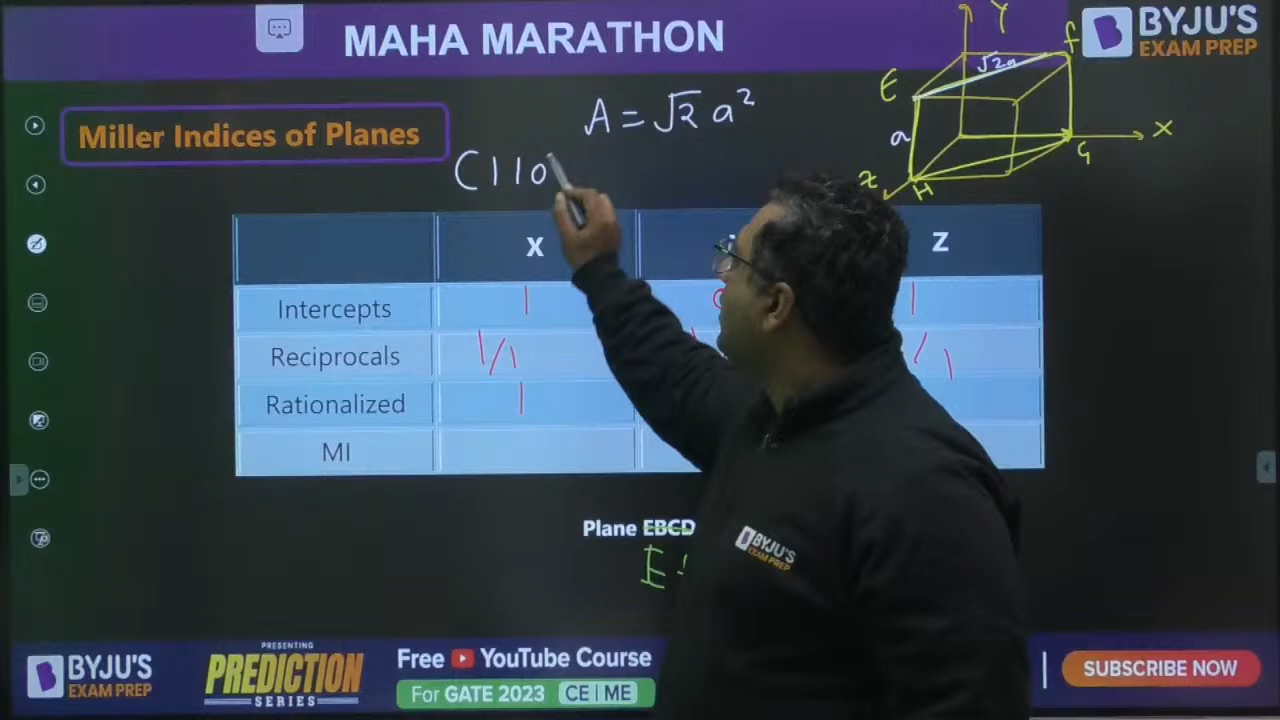 MAHA MARATHON
BYJU'S
EXAM PREP
Miller Indices of Planes
A = √2 a²
(110
Y
f
√2a
E
a
X
G
Z
H
X
Z
Intercepts
1
1
Reciprocals
1/1
/1
Rationalized
1
MI
Plane EBCD
E
BYJU'S
EXAM PREP
BYJU'S
EXAM PREP
PRESENTING
PREDICTION
SERIES
Free YouTube Course
For GATE 2023 CE | ME
SUBSCRIBE NOW